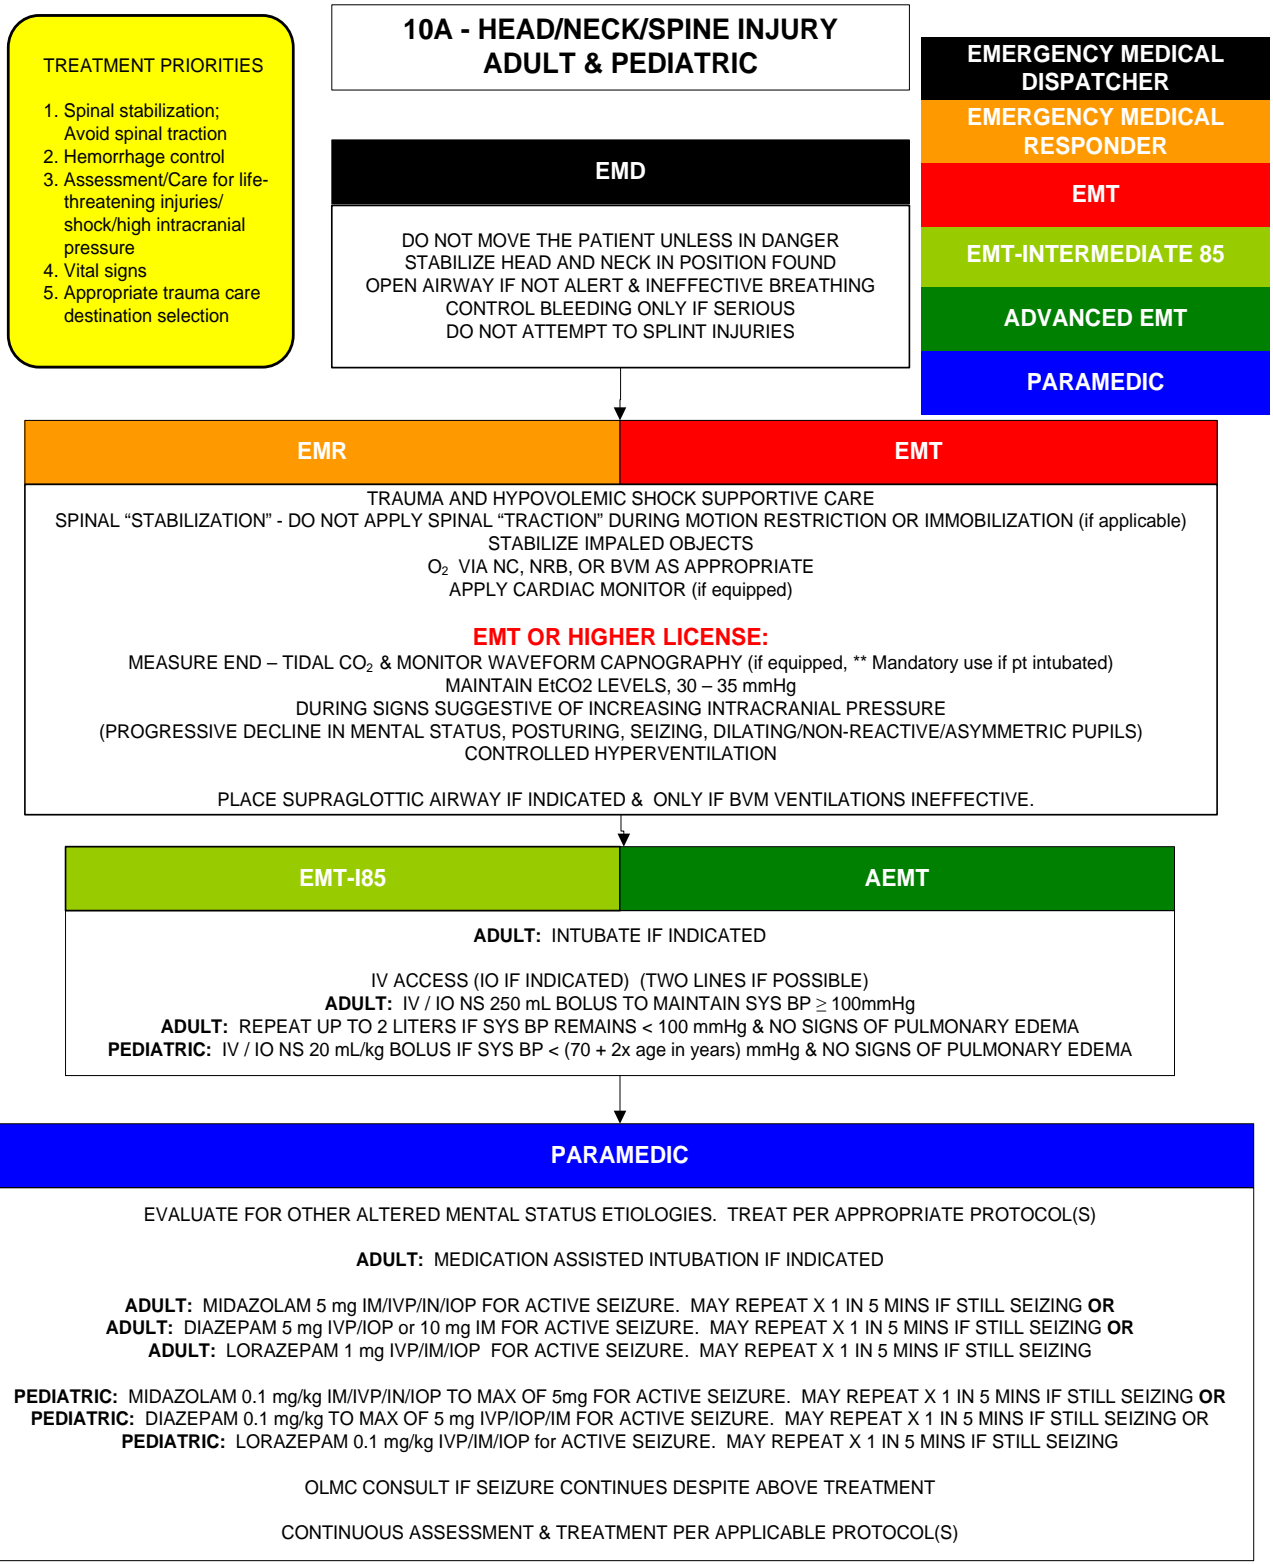 10A - HEAD/NECK/SPINE INJURY
ADULT & PEDIATRIC
TREATMENT PRIORITIES
1. Spinal stabilization;
Avoid spinal traction
2. Hemorrhage control
3. Assessment/Care for life-
threatening injuries/
shock/high intracranial
pressure
4. Vital signs
5. Appropriate trauma care
destination selection
EMERGENCY MEDICAL
DISPATCHER
EMERGENCY MEDICAL
RESPONDER
EMT
EMT-INTERMEDIATE 85
ADVANCED EMT
PARAMEDIC
EMD
DO NOT MOVE THE PATIENT UNLESS IN DANGER
STABILIZE HEAD AND NECK IN POSITION FOUND
OPEN AIRWAY IF NOT ALERT & INEFFECTIVE BREATHING
CONTROL BLEEDING ONLY IF SERIOUS
DO NOT ATTEMPT TO SPLINT INJURIES
EMR
EMT
TRAUMA AND HYPOVOLEMIC SHOCK SUPPORTIVE CARE
SPINAL “STABILIZATION” - DO NOT APPLY SPINAL “TRACTION” DURING MOTION RESTRICTION OR IMMOBILIZATION (if applicable)
STABILIZE IMPALED OBJECTS
O₂ VIA NC, NRB, OR BVM AS APPROPRIATE
APPLY CARDIAC MONITOR (if equipped)
EMT OR HIGHER LICENSE:
MEASURE END – TIDAL CO₂ & MONITOR WAVEFORM CAPNOGRAPHY (if equipped, ** Mandatory use if pt intubated)
MAINTAIN EtCO2 LEVELS, 30 – 35 mmHg
DURING SIGNS SUGGESTIVE OF INCREASING INTRACRANIAL PRESSURE
(PROGRESSIVE DECLINE IN MENTAL STATUS, POSTURING, SEIZING, DILATING/NON-REACTIVE/ASYMMETRIC PUPILS)
CONTROLLED HYPERVENTILATION
PLACE SUPRAGLOTTIC AIRWAY IF INDICATED & ONLY IF BVM VENTILATIONS INEFFECTIVE.
EMT-I85
AEMT
ADULT: INTUBATE IF INDICATED
IV ACCESS (IO IF INDICATED) (TWO LINES IF POSSIBLE)
ADULT: IV / IO NS 250 mL BOLUS TO MAINTAIN SYS BP ≥ 100mmHg
ADULT: REPEAT UP TO 2 LITERS IF SYS BP REMAINS < 100 mmHg & NO SIGNS OF PULMONARY EDEMA
PEDIATRIC: IV / IO NS 20 mL/kg BOLUS IF SYS BP < (70 + 2x age in years) mmHg & NO SIGNS OF PULMONARY EDEMA
PARAMEDIC
EVALUATE FOR OTHER ALTERED MENTAL STATUS ETIOLOGIES. TREAT PER APPROPRIATE PROTOCOL(S)
ADULT: MEDICATION ASSISTED INTUBATION IF INDICATED
ADULT: MIDAZOLAM 5 mg IM/IVP/IN/IOP FOR ACTIVE SEIZURE. MAY REPEAT X 1 IN 5 MINS IF STILL SEIZING OR
ADULT: DIAZEPAM 5 mg IVP/IOP or 10 mg IM FOR ACTIVE SEIZURE. MAY REPEAT X 1 IN 5 MINS IF STILL SEIZING OR
ADULT: LORAZEPAM 1 mg IVP/IM/IOP FOR ACTIVE SEIZURE. MAY REPEAT X 1 IN 5 MINS IF STILL SEIZING
PEDIATRIC: MIDAZOLAM 0.1 mg/kg IM/IVP/IN/IOP TO MAX OF 5mg FOR ACTIVE SEIZURE. MAY REPEAT X 1 IN 5 MINS IF STILL SEIZING OR
PEDIATRIC: DIAZEPAM 0.1 mg/kg TO MAX OF 5 mg IVP/IOP/IM FOR ACTIVE SEIZURE. MAY REPEAT X 1 IN 5 MINS IF STILL SEIZING OR
PEDIATRIC: LORAZEPAM 0.1 mg/kg IVP/IM/IOP for ACTIVE SEIZURE. MAY REPEAT X 1 IN 5 MINS IF STILL SEIZING
OLMC CONSULT IF SEIZURE CONTINUES DESPITE ABOVE TREATMENT
CONTINUOUS ASSESSMENT & TREATMENT PER APPLICABLE PROTOCOL(S)